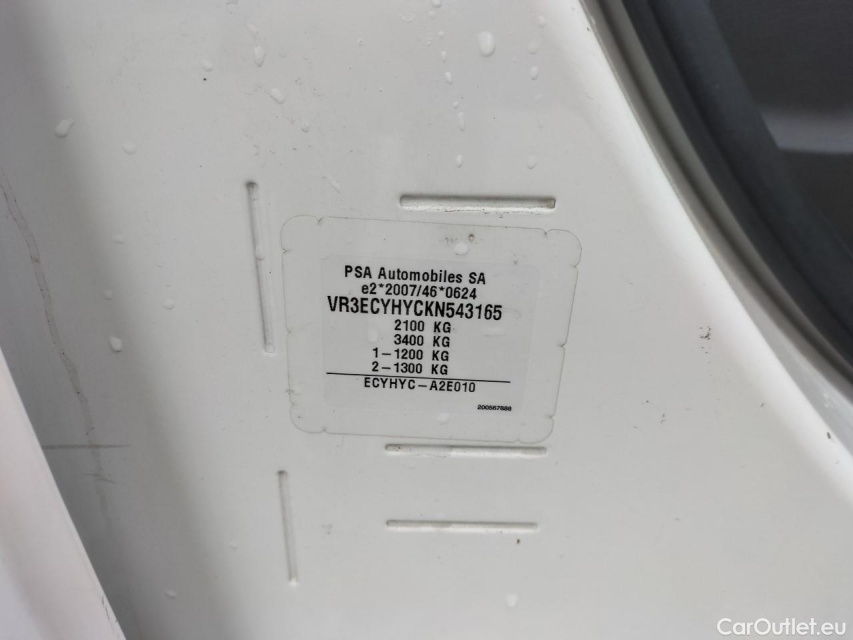 PSA Automobiles SA
e2*2007/46*0624
VR3ECYHYCKN543165
2100 KG
3400 KG
1-1200 KG
2-1300 KG
ECYHYC-A2E010
200567888
CarOutlet.eu